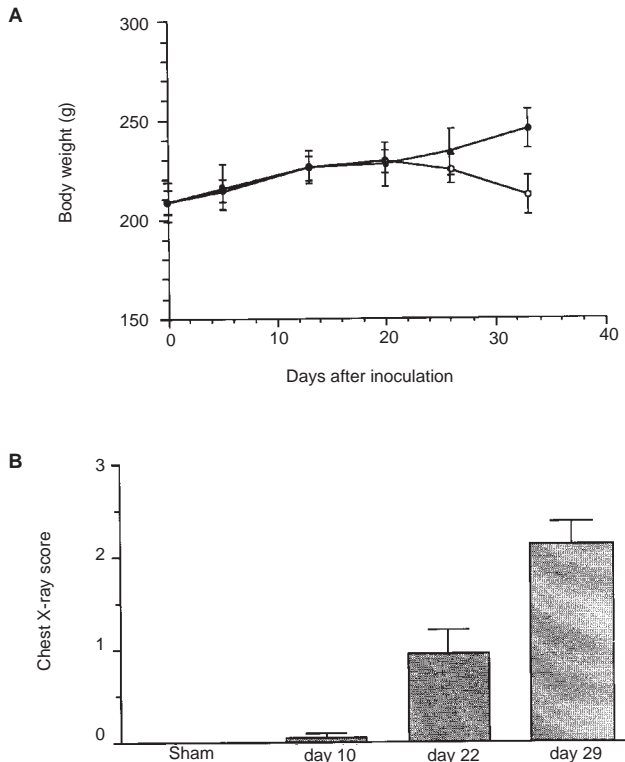 A
300
250
Body weight (g)
200
150
0
10
20
30
40
Days after inoculation
B
3
2
Chest X-ray score
1
0
Sham
day 10
day 22
day 29